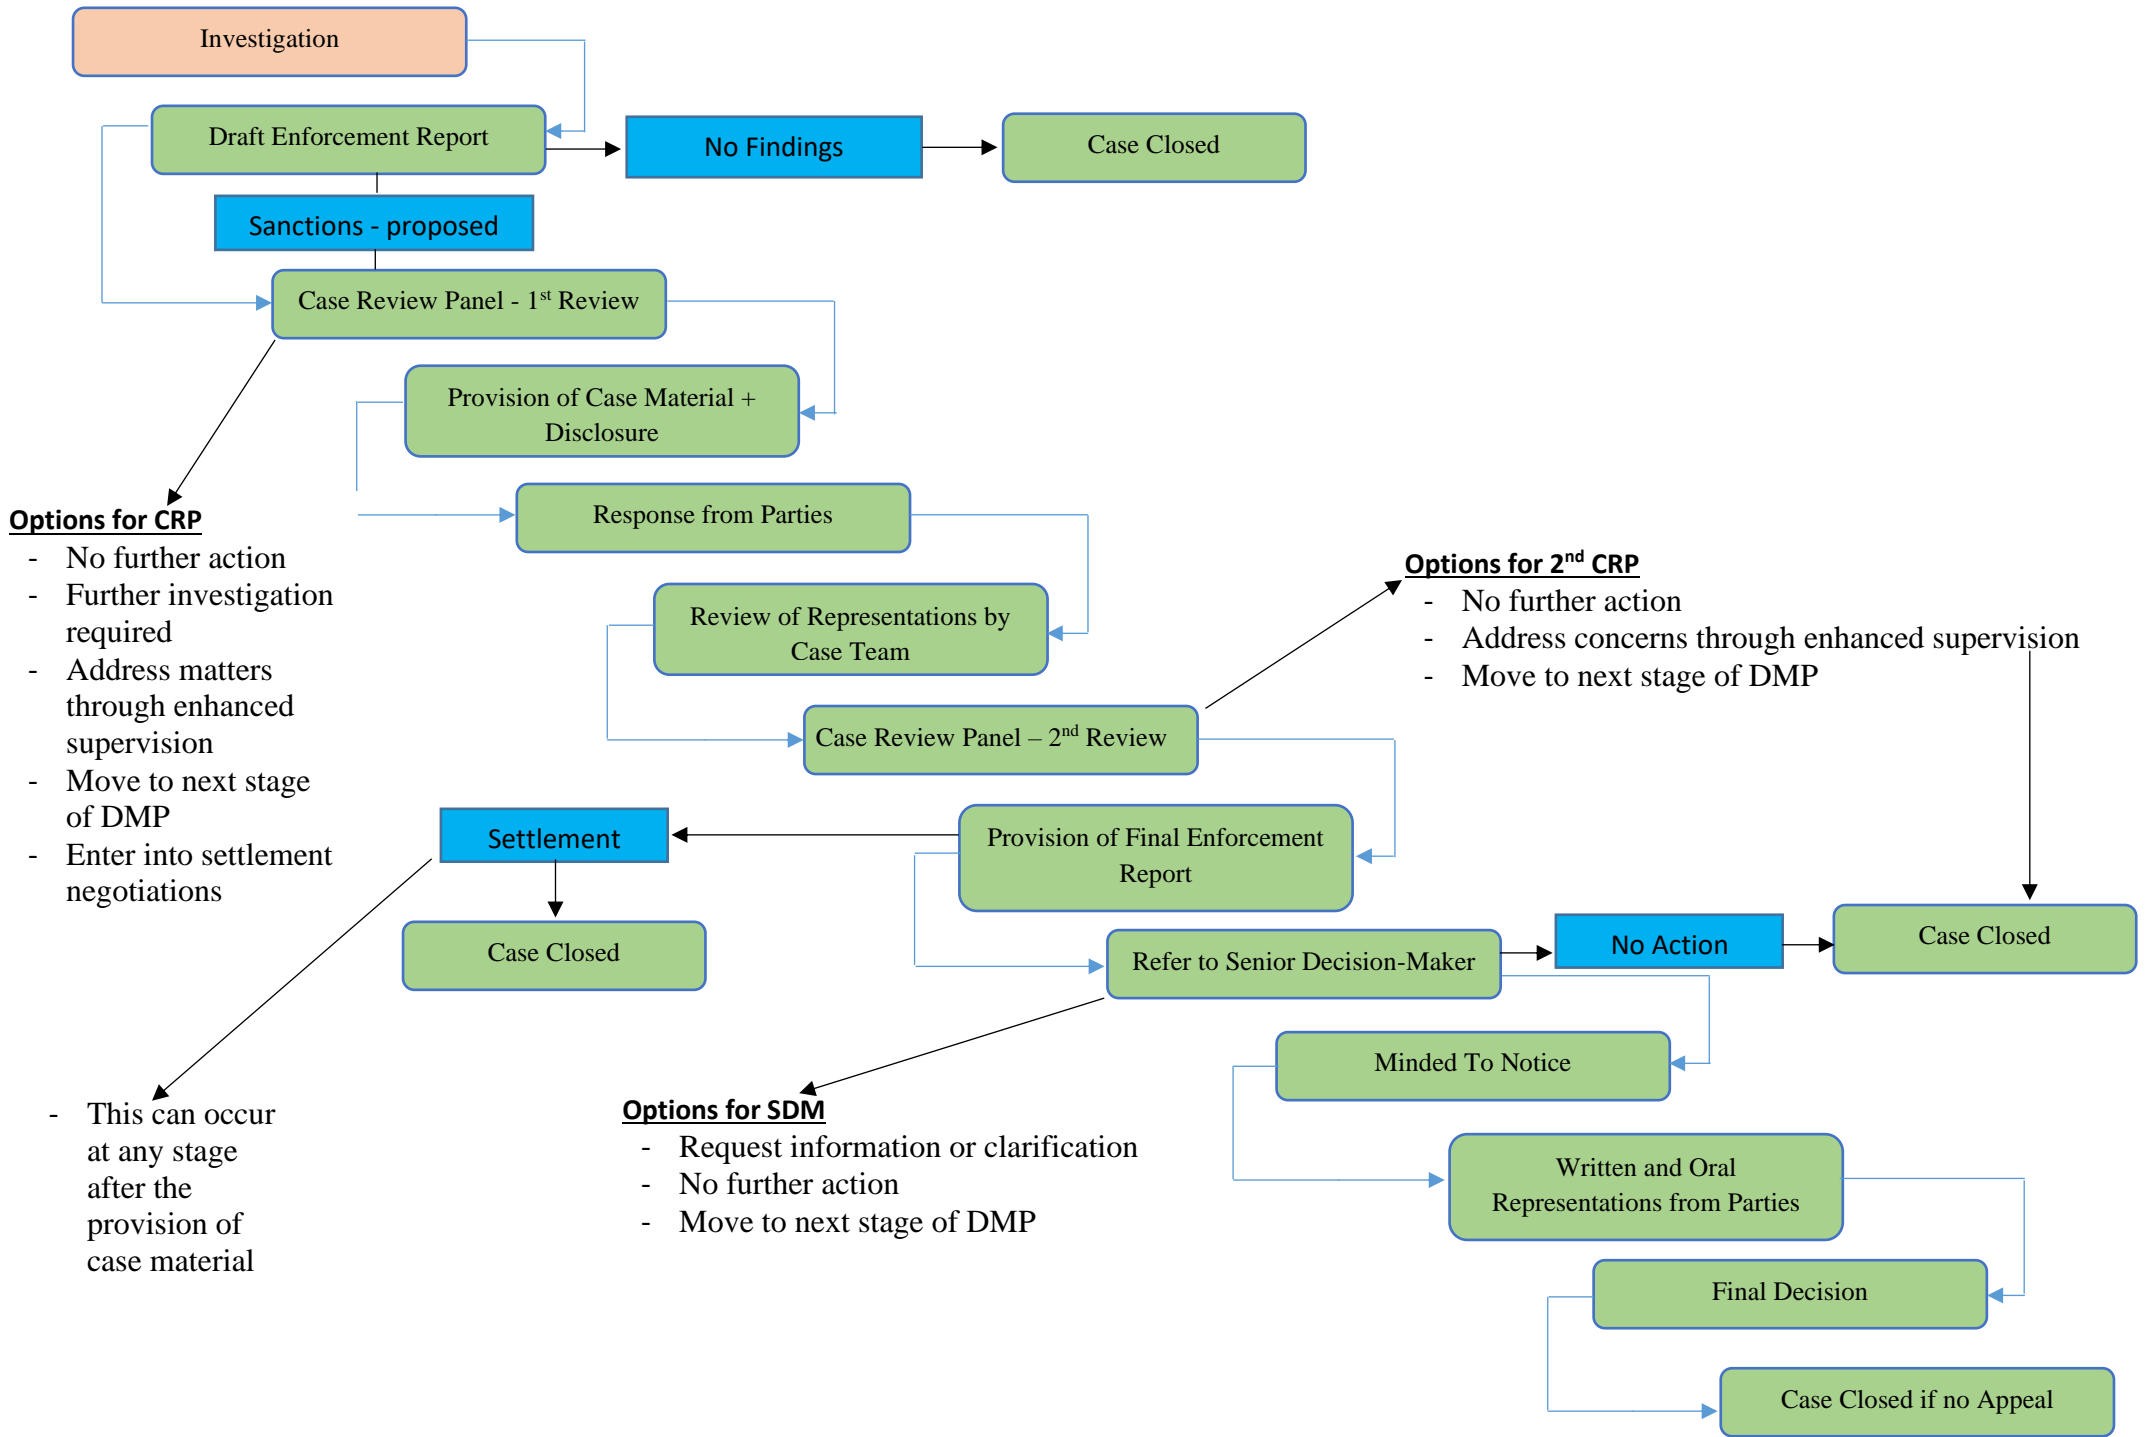 Investigation
Draft Enforcement Report
No Findings
Case Closed
Sanctions - proposed
Case Review Panel - 1st Review
Provision of Case Material +
Disclosure
Response from Parties
Options for CRP
- No further action
- Further investigation
required
- Address matters
through enhanced
supervision
- Move to next stage
of DMP
- Enter into settlement
negotiations
Review of Representations by
Case Team
Options for 2nd CRP
- No further action
- Address concerns through enhanced supervision
- Move to next stage of DMP
Case Review Panel – 2nd Review
Settlement
Provision of Final Enforcement
Report
Case Closed
Refer to Senior Decision-Maker
No Action
Case Closed
Minded To Notice
- This can occur
at any stage
after the
provision of
case material
Options for SDM
- Request information or clarification
- No further action
- Move to next stage of DMP
Written and Oral
Representations from Parties
Final Decision
Case Closed if no Appeal